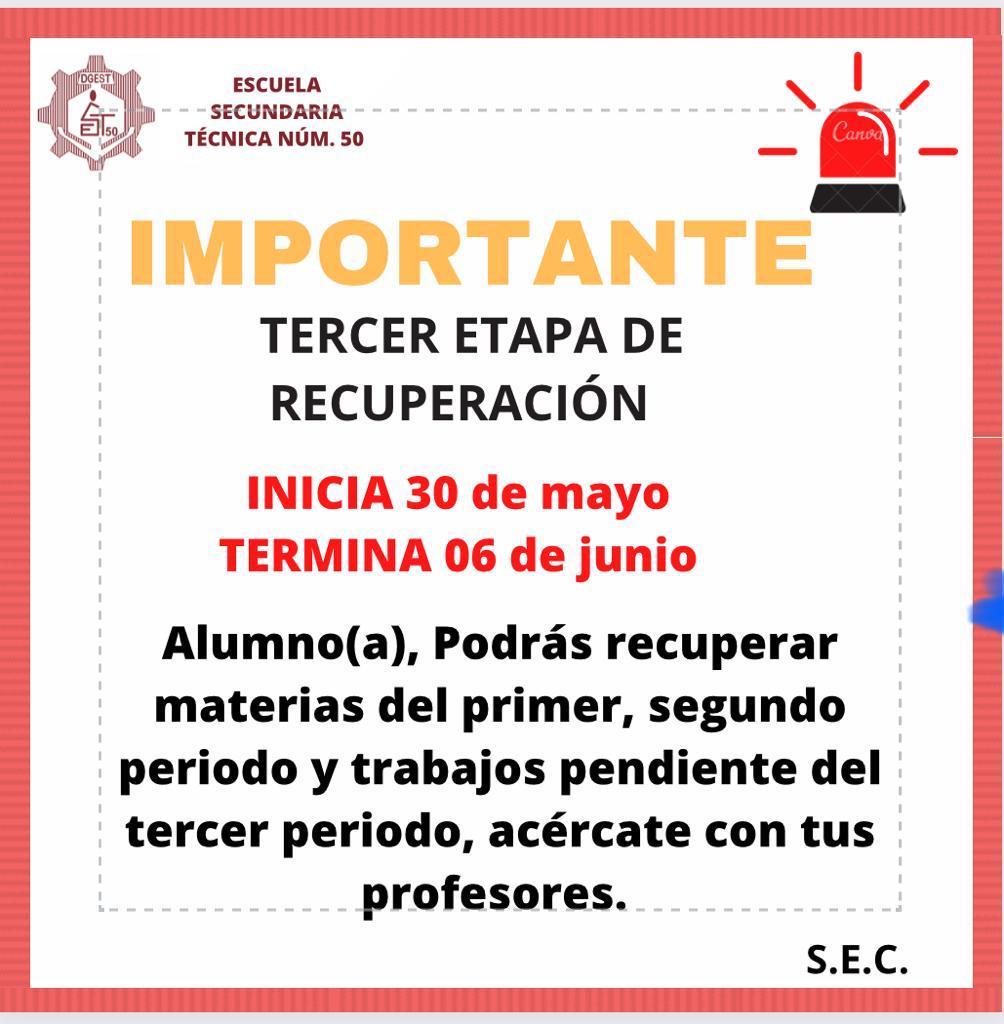 DGEST
ET 50
ESCUELA
SECUNDARIA
TÉCNICA NÚM. 50
Canva
IMPORTANTE
TERCER ETAPA DE
RECUPERACIÓN
INICIA 30 de mayo
TERMINA 06 de junio
Alumno(a), Podrás recuperar
materias del primer, segundo
periodo y trabajos pendiente del
tercer periodo, acércate con tus
profesores.
S.E.C.